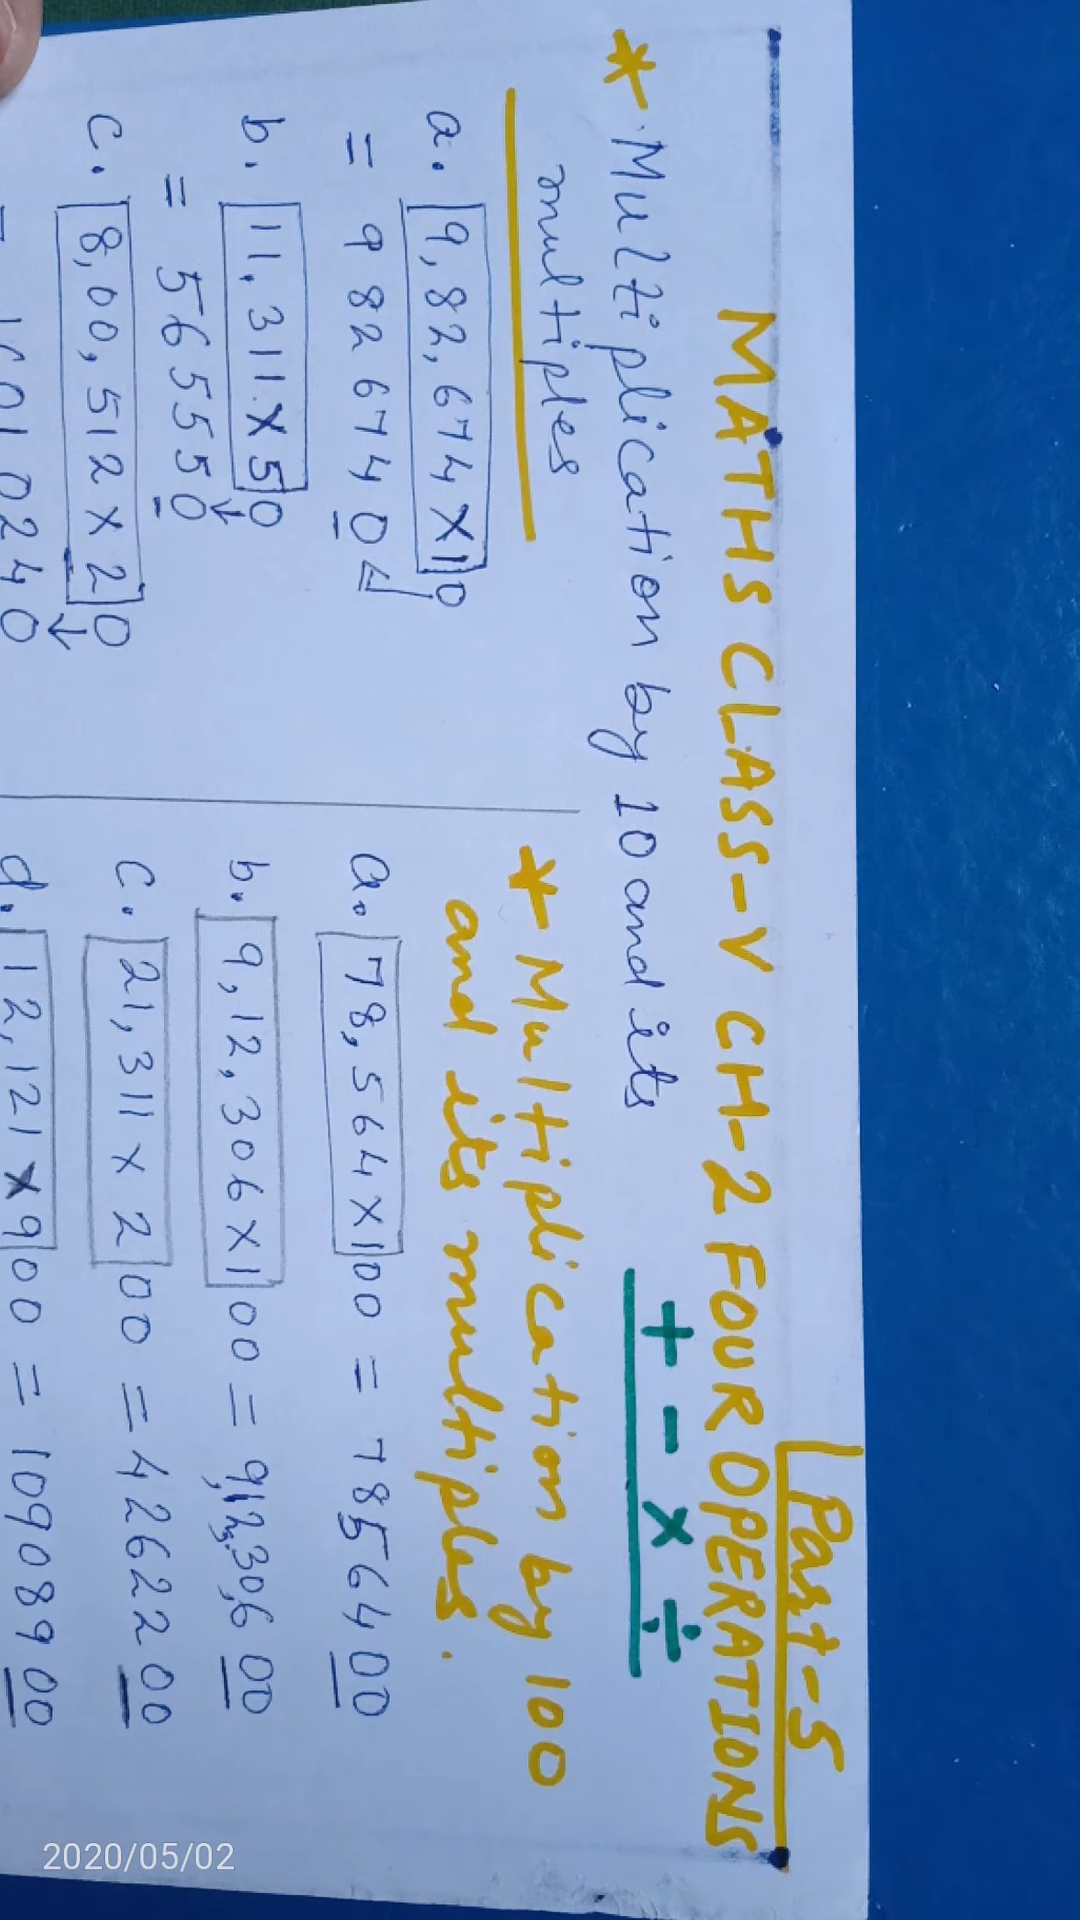 Part-5
MATHS CLASS-V CH-2 FOUR OPERATIONS
+ - × ÷
* Multiplication by 10 and its
multiples
a. 9,82,674 × 10
= 9826740
b. 11,311 × 50
= 565550
c. 8,00,512 × 20
= 16010240
* Multiplication by 100
and its multiples.
a. 78,564 × 100 = 7856400
b. 9,12,306 × 100 = 9,12,30,600
c. 21,311 × 200 = 4262200
d. 12,121 × 900 = 10908900
2020/05/02